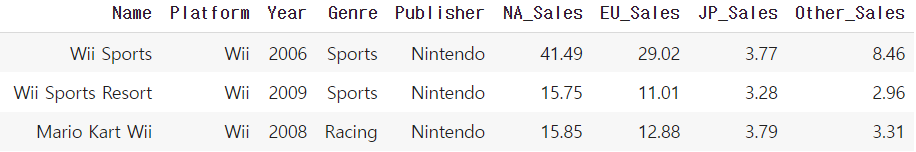 Name Platform Year Genre Publisher NA_Sales EU_Sales JP_Sales Other_Sales
Wii Sports Wii 2006 Sports Nintendo 41.49 29.02 3.77 8.46
Wii Sports Resort Wii 2009 Sports Nintendo 15.75 11.01 3.28 2.96
Mario Kart Wii Wii 2008 Racing Nintendo 15.85 12.88 3.79 3.31